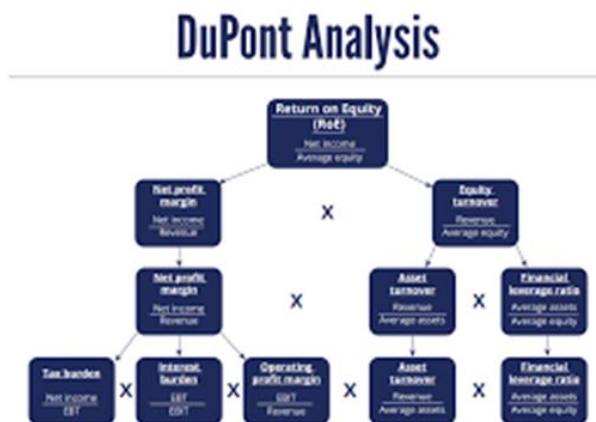 DuPont Analysis
Return on Equity
(RoE)
Net income
Average equity
Net profit
margin
Net income
Revenue
X
Equity
turnover
Revenue
Average equity
Net profit
margin
Net income
Revenue
X
Asset
turnover
Revenue
Average assets
X
Financial
leverage ratio
Average assets
Average equity
Tax burden
Net income
EBT
X
Interest
burden
EBT
EBIT
X
Operating
profit margin
EBIT
Revenue
X
Asset
turnover
Revenue
Average assets
X
Financial
leverage ratio
Average assets
Average equity